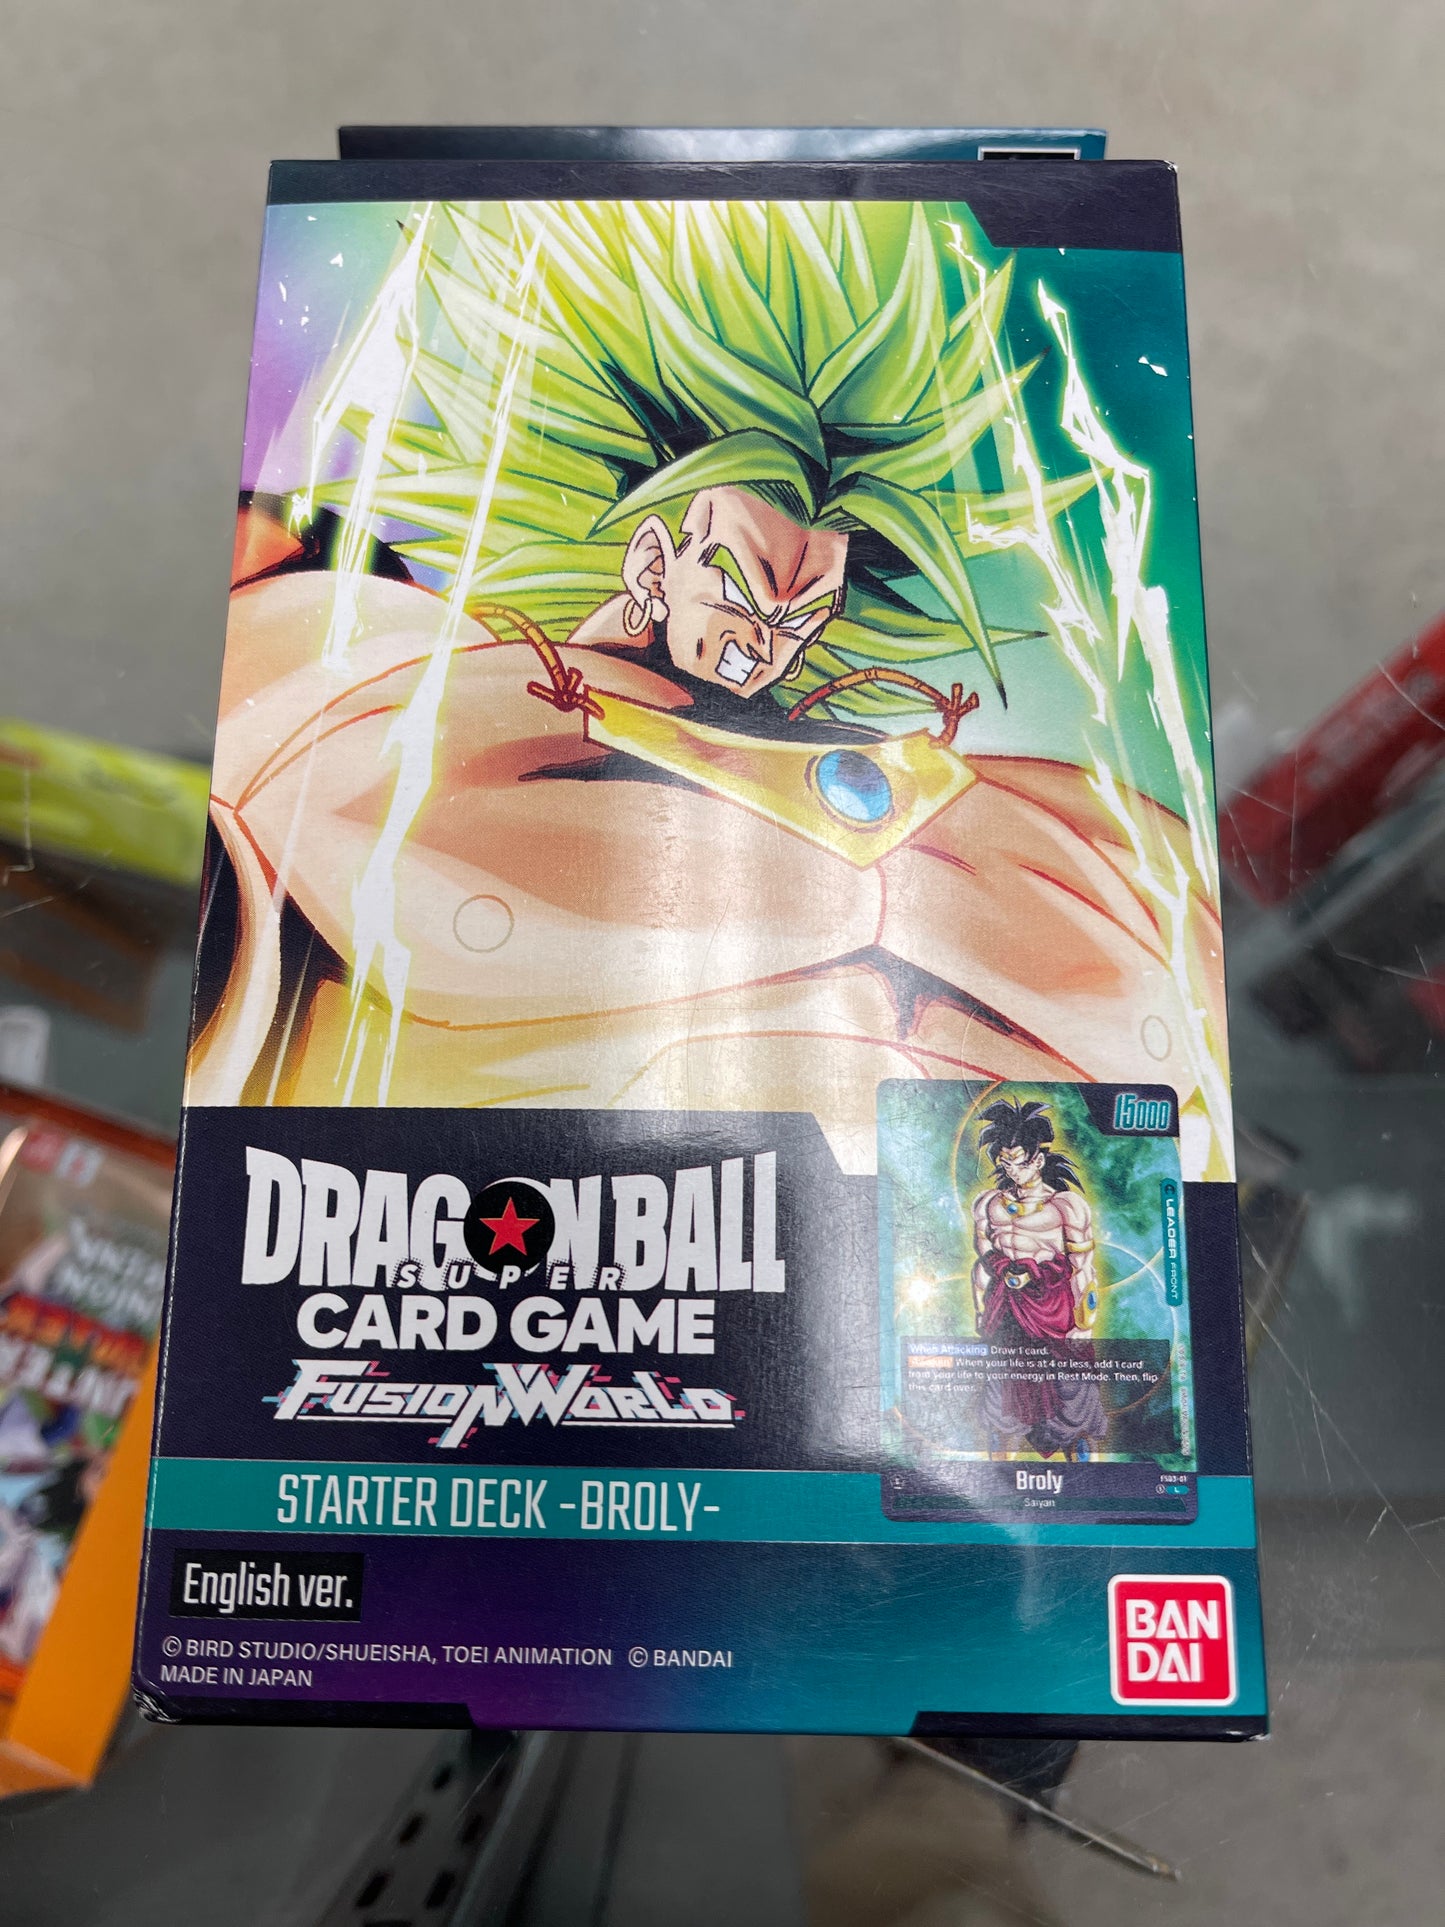 DRAGON BALL
SUPER
CARD GAME
FUSION WORLD
STARTER DECK -BROLY-
English ver.
© BIRD STUDIO/SHUEISHA, TOEI ANIMATION © BANDAI
MADE IN JAPAN
15000
LEADER FRONT
When Attacking Draw 1 card.
When your life is at 4 or less, add 1 card
from your life to your energy in Rest Mode. Then, flip
this card over.
Broly
Saiyan
FS03-01
L
BAN
DAI